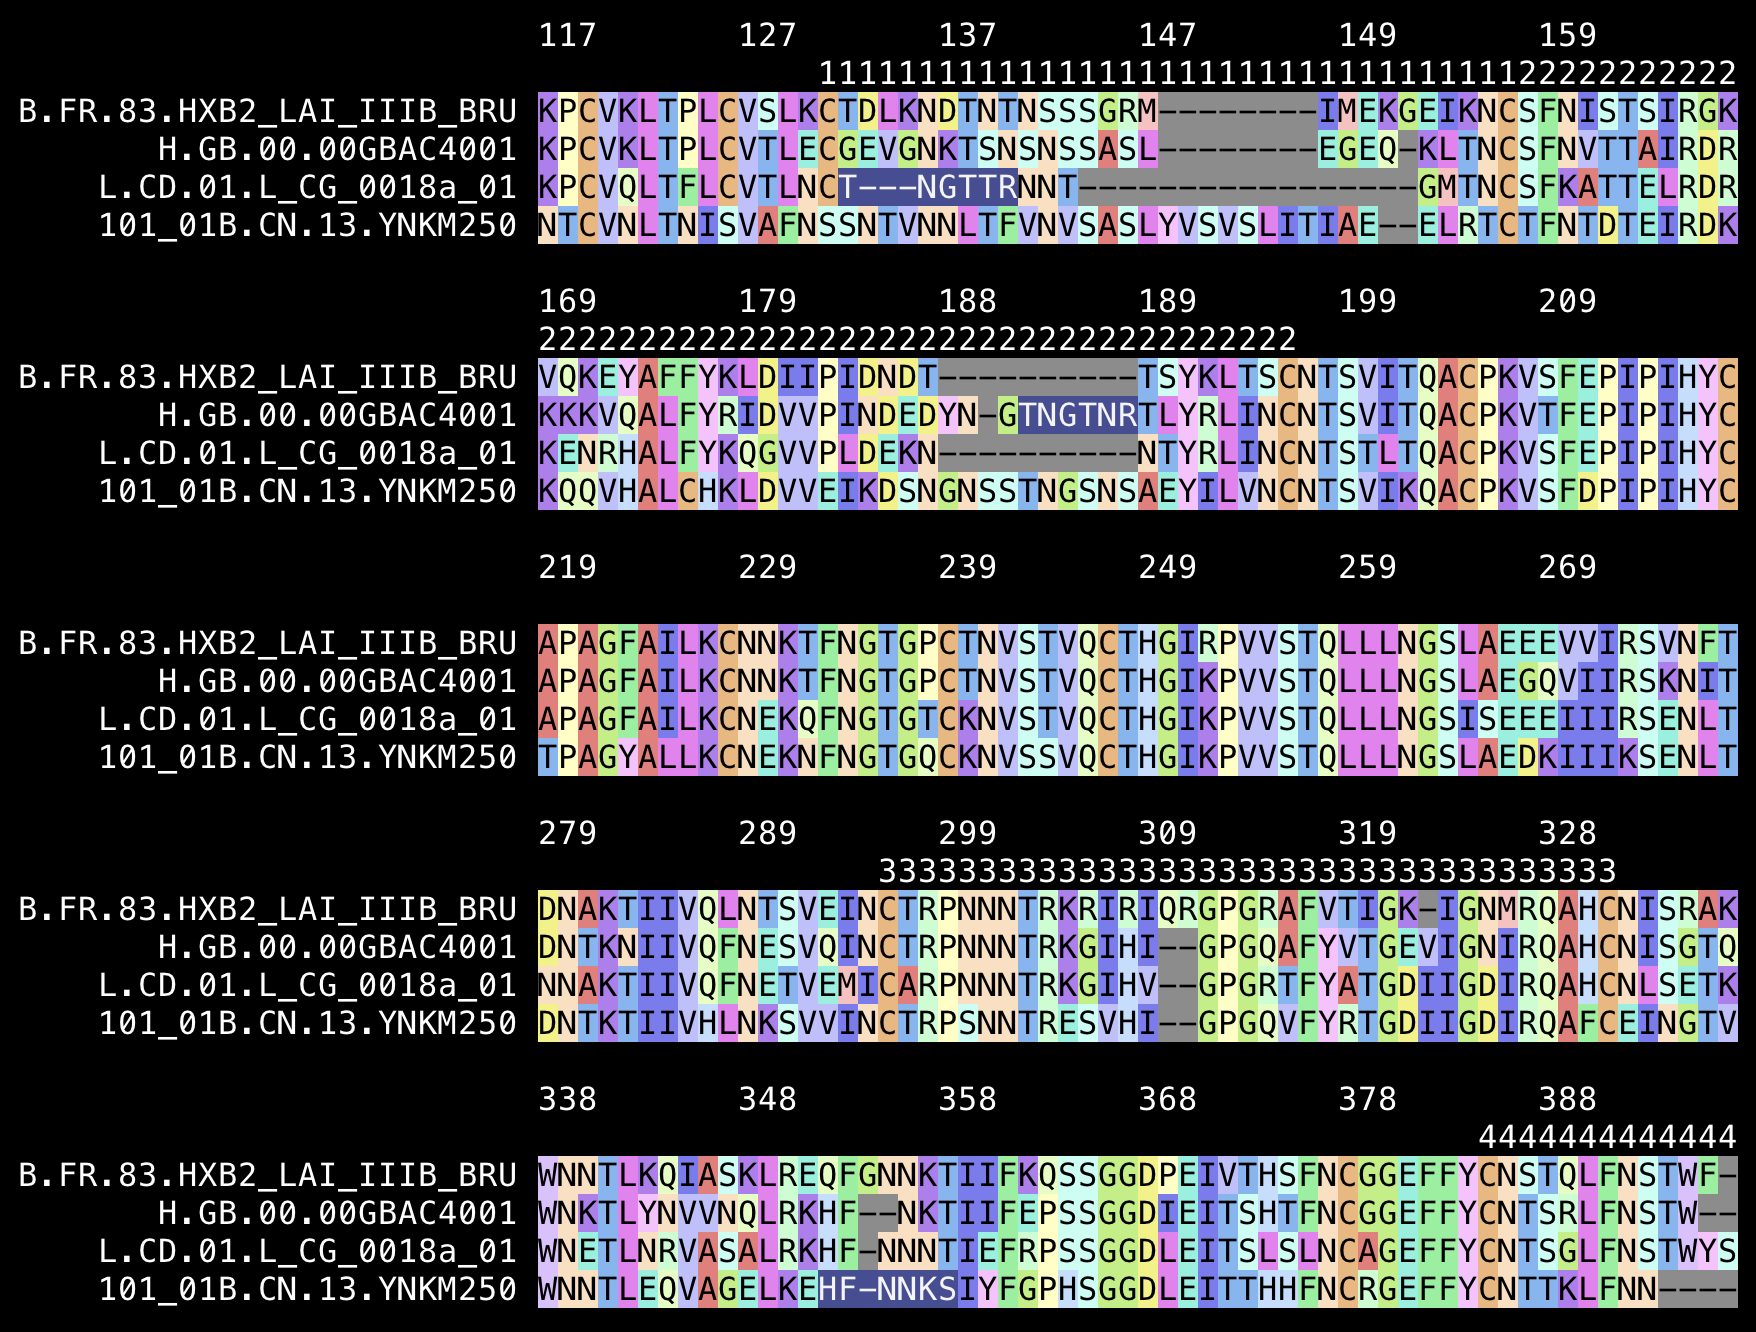 117 127 137 147 149 159
1111111111111111111111111111111111122222222222
B.FR.83.HXB2_LAI_IIIB_BRU KPCVKLTPLCVSLKCTDLKNDTNTNSSSGRM--------IMEKGEIKNCSFNISTSIRGK
H.GB.00.00GBAC4001 KPCVKLTPLCVTLECGEVGNKTSNSNSSASL--------EGEQ-KLTNCSFNVTTAIRDR
L.CD.01.L_CG_0018a_01 KPCVQLTFLCVTLNCT---NGTTRNNT-----------------GMTNCSFKATTELRDR
101_01B.CN.13.YNKM250 NTCVNLTNISVAFNSSNTVNNLTFVNVSASLYVSVSLITIAE--ELRTCTFNTDTEIRDK
169 179 188 189 199 209
22222222222222222222222222222222222222
B.FR.83.HXB2_LAI_IIIB_BRU VQKEYAFFYKLDIIPIDNDT----------TSYKLTSCNTSVITQACPKVSFEPIPIHYC
H.GB.00.00GBAC4001 KKKVQALFYRIDVVPINDEDYN-GTNGTNRTLYRLINCNTSVITQACPKVTFEPIPIHYC
L.CD.01.L_CG_0018a_01 KENRHALFYKQGVVPLDEKN----------NTYRLINCNTSTLTQACPKVSFEPIPIHYC
101_01B.CN.13.YNKM250 KQQVHALCHKLDVVEIKDSNGNSSTNGSNSAEYILVNCNTSVIKQACPKVSFDPIPIHYC
219 229 239 249 259 269
B.FR.83.HXB2_LAI_IIIB_BRU APAGFAILKCNNKTFNGTGPCTNVSTVQCTHGIRPVVSTQLLLNGSLAEEEVVIRSVNFT
H.GB.00.00GBAC4001 APAGFAILKCNNKTFNGTGPCTNVSTVQCTHGIKPVVSTQLLLNGSLAEGQVIIRSKNIT
L.CD.01.L_CG_0018a_01 APAGFAILKCNEKQFNGTGTCKNVSTVQCTHGIKPVVSTQLLLNGSISEEEIIIRSENLT
101_01B.CN.13.YNKM250 TPAGYALLKCNEKNFNGTGQCKNVSSVQCTHGIKPVVSTQLLLNGSLAEDKIIIKSENLT
279 289 299 309 319 328
3333333333333333333333333333333333333
B.FR.83.HXB2_LAI_IIIB_BRU DNAKTIIVQLNTSVEINCTRPNNNTRKRIRIQRGPGRAFVTIGK-IGNMRQAHCNISRAK
H.GB.00.00GBAC4001 DNTKNIIVQFNESVQINCTRPNNNTRKGIHI--GPGQAFYVTGEVIGNIRQAHCNISGTQ
L.CD.01.L_CG_0018a_01 NNAKTIIVQFNETVEMICARPNNNTRKGIHV--GPGRTFYATGDIIGDIRQAHCNLSETK
101_01B.CN.13.YNKM250 DNTKTIIVHLNKSVVINCTRPSNNTRESVHI--GPGQVFYRTGDIIGDIRQAFCEINGTV
338 348 358 368 378 388
4444444444444
B.FR.83.HXB2_LAI_IIIB_BRU WNNTLKQIASKLREQFGNNKTIIFKQSSGGDPEIVTHSFNCGGEFFYCNSTQLFNSTWF-
H.GB.00.00GBAC4001 WNKTLYNVVNQLRKHF--NKTIIFEPSSGGDIEITSHTFNCGGEFFYCNTSRLFNSTW--
L.CD.01.L_CG_0018a_01 WNETLNRVASALRKHF-NNNTIEFRPSSGGDLEITSLSLNCAGEFFYCNTSGLFNSTWYS
101_01B.CN.13.YNKM250 WNNTLEQVAGELKEHF-NNKSIYFGPHSGGDLEITTHHFNCRGEFFYCNTTKLFNN----